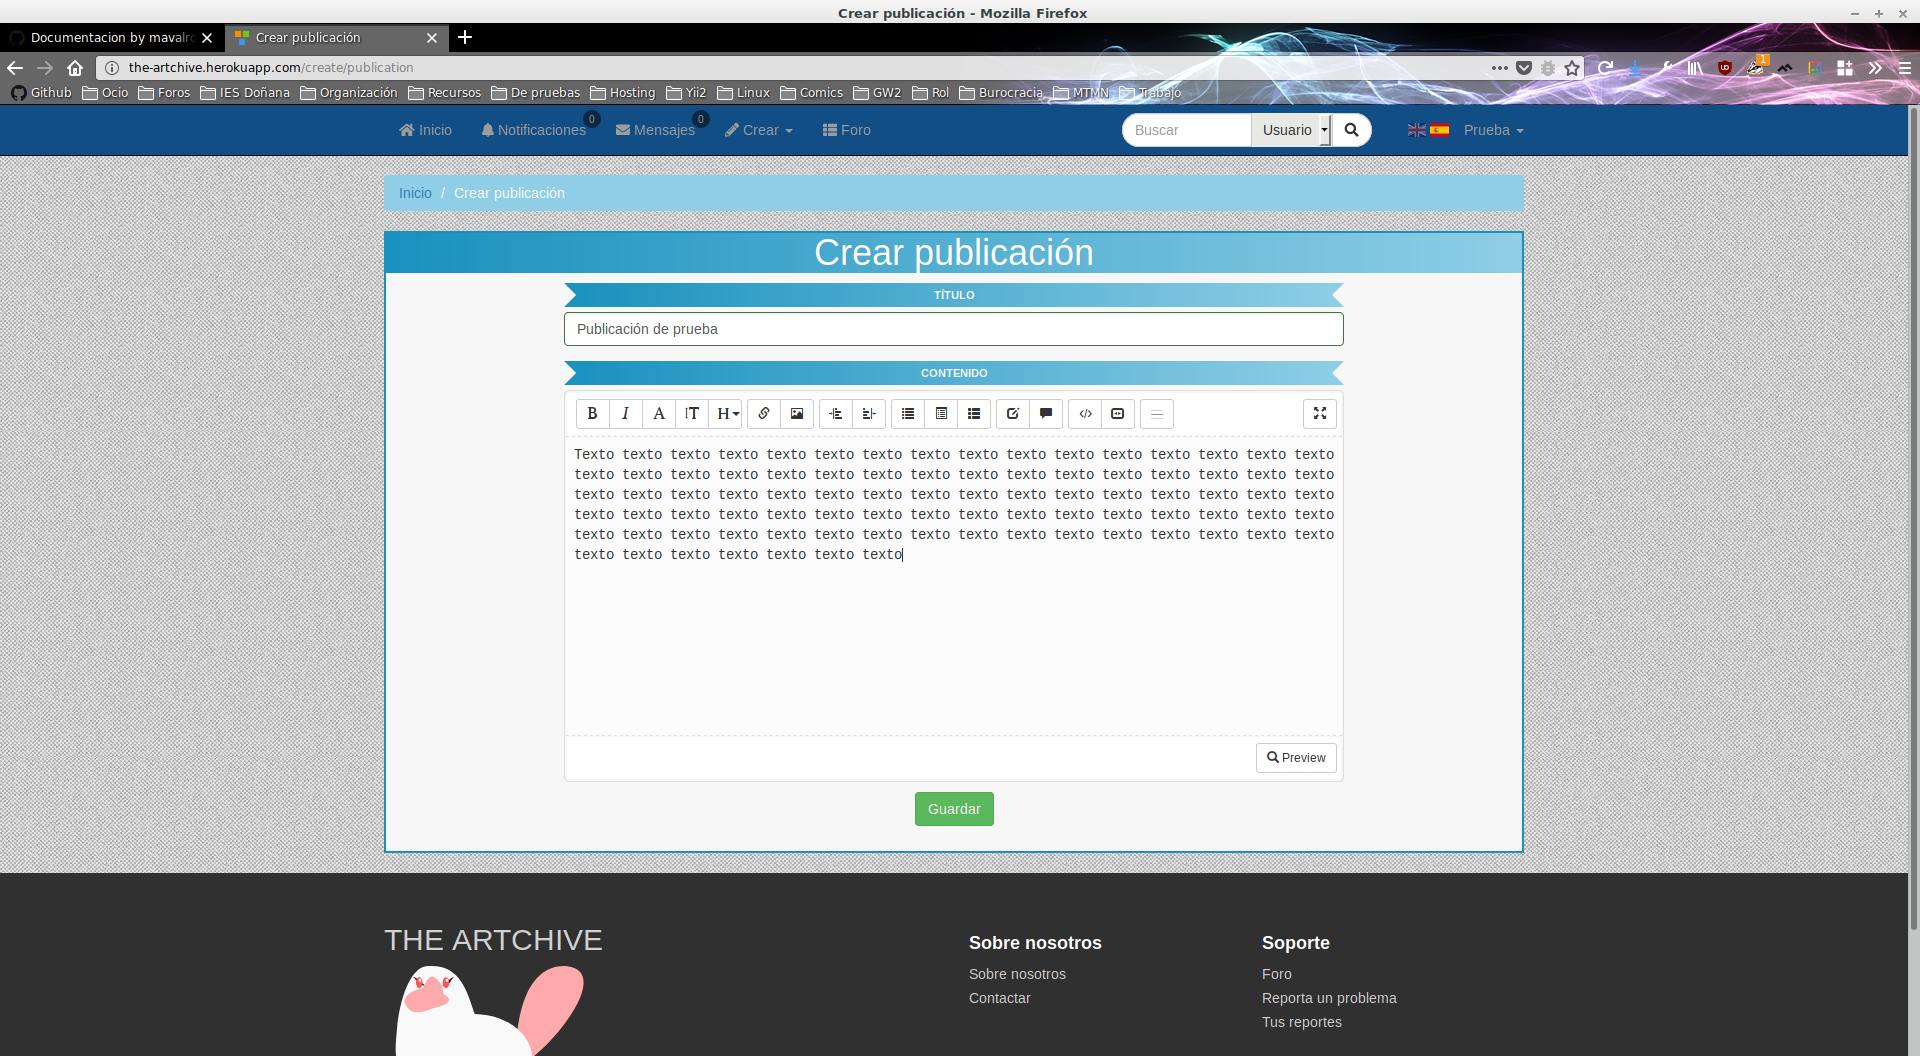 Crear publicación - Mozilla Firefox
Documentacion by mavalro
Crear publicación
the-artchive.herokuapp.com/create/publication
1
Github Ocio Foros IES Doñana Organización Recursos De pruebas Hosting Yii2 Linux Comics GW2 Rol Burocracia MTMN Trabajo
Inicio Notificaciones 0 Mensajes 0 Crear Foro Buscar Usuario Prueba
Inicio / Crear publicación
Crear publicación
TÍTULO
Publicación de prueba
CONTENIDO
B I A IT H
Texto texto texto texto texto texto texto texto texto texto texto texto texto texto texto texto
texto texto texto texto texto texto texto texto texto texto texto texto texto texto texto texto
texto texto texto texto texto texto texto texto texto texto texto texto texto texto texto texto
texto texto texto texto texto texto texto texto texto texto texto texto texto texto texto texto
texto texto texto texto texto texto texto texto texto texto texto texto texto texto texto texto
texto texto texto texto texto texto texto
Preview
Guardar
THE ARTCHIVE
Sobre nosotros
Sobre nosotros
Contactar
Soporte
Foro
Reporta un problema
Tus reportes